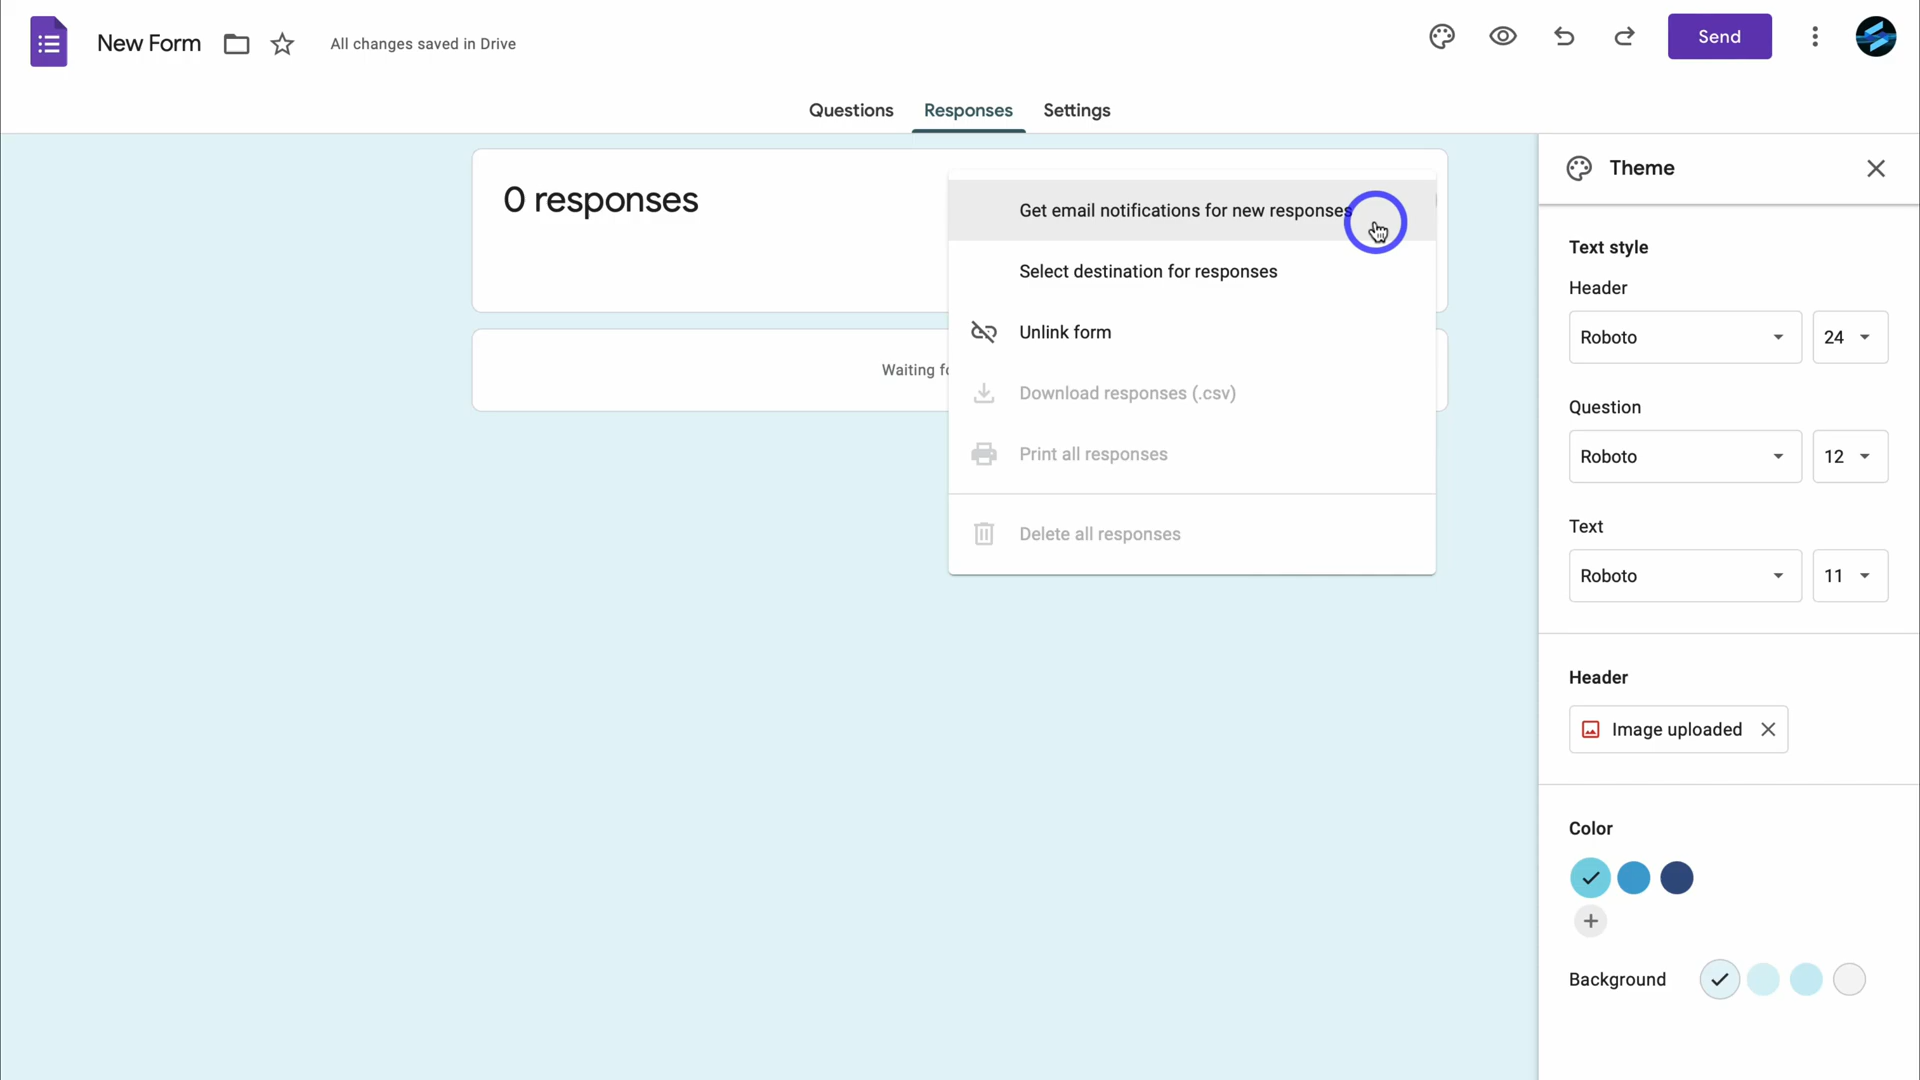 New Form
All changes saved in Drive
Send
Questions
Responses
Settings
0 responses
Waiting
Get email notifications for new responses
Select destination for responses
Unlink form
Download responses (.csv)
Print all responses
Delete all responses
Theme
Text style
Header
Roboto
24
Question
Roboto
12
Text
Roboto
11
Header
Image uploaded
Color
Background